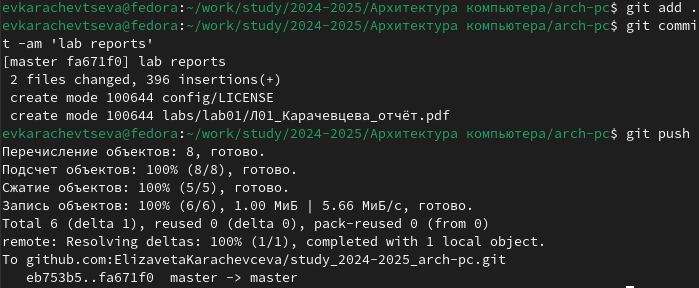 evkarachevtseva@fedora:~/work/study/2024-2025/Архитектура компьютера/arch-pc$ git add .
evkarachevtseva@fedora:~/work/study/2024-2025/Архитектура компьютера/arch-pc$ git commi
t -am 'lab reports'
[master fa671f0] lab reports
 2 files changed, 396 insertions(+)
 create mode 100644 config/LICENSE
 create mode 100644 labs/lab01/Л01_Карачевцева_отчёт.pdf
evkarachevtseva@fedora:~/work/study/2024-2025/Архитектура компьютера/arch-pc$ git push
Перечисление объектов: 8, готово.
Подсчет объектов: 100% (8/8), готово.
Сжатие объектов: 100% (5/5), готово.
Запись объектов: 100% (6/6), 1.00 МиБ | 5.66 МиБ/с, готово.
Total 6 (delta 1), reused 0 (delta 0), pack-reused 0 (from 0)
remote: Resolving deltas: 100% (1/1), completed with 1 local object.
To github.com:ElizavetaKarachevceva/study_2024-2025_arch-pc.git
   eb753b5..fa671f0  master -> master